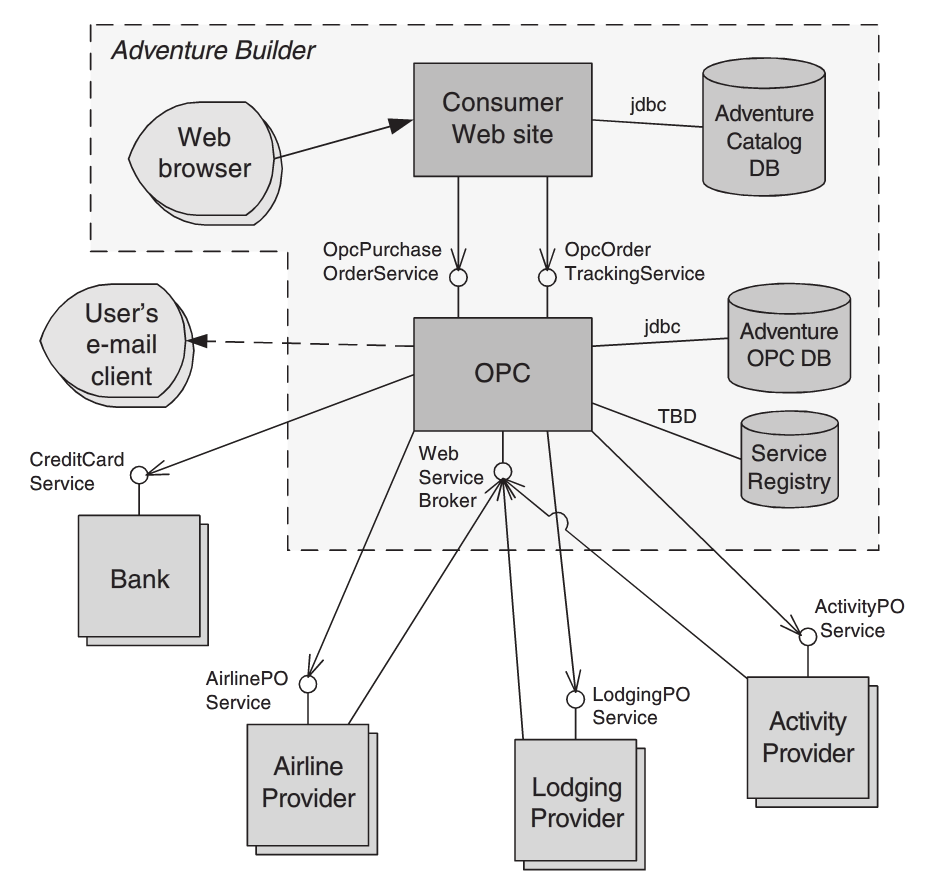 Adventure Builder
Web
browser
Consumer
Web site
jdbc
Adventure
Catalog
DB
OpcPurchase
OrderService
OpcOrder
TrackingService
User's
e-mail
client
OPC
jdbc
Adventure
OPC DB
TBD
Service
Registry
CreditCard
Service
Web
Service
Broker
Bank
ActivityPO
Service
AirlinePO
Service
LodgingPO
Service
Activity
Provider
Airline
Provider
Lodging
Provider